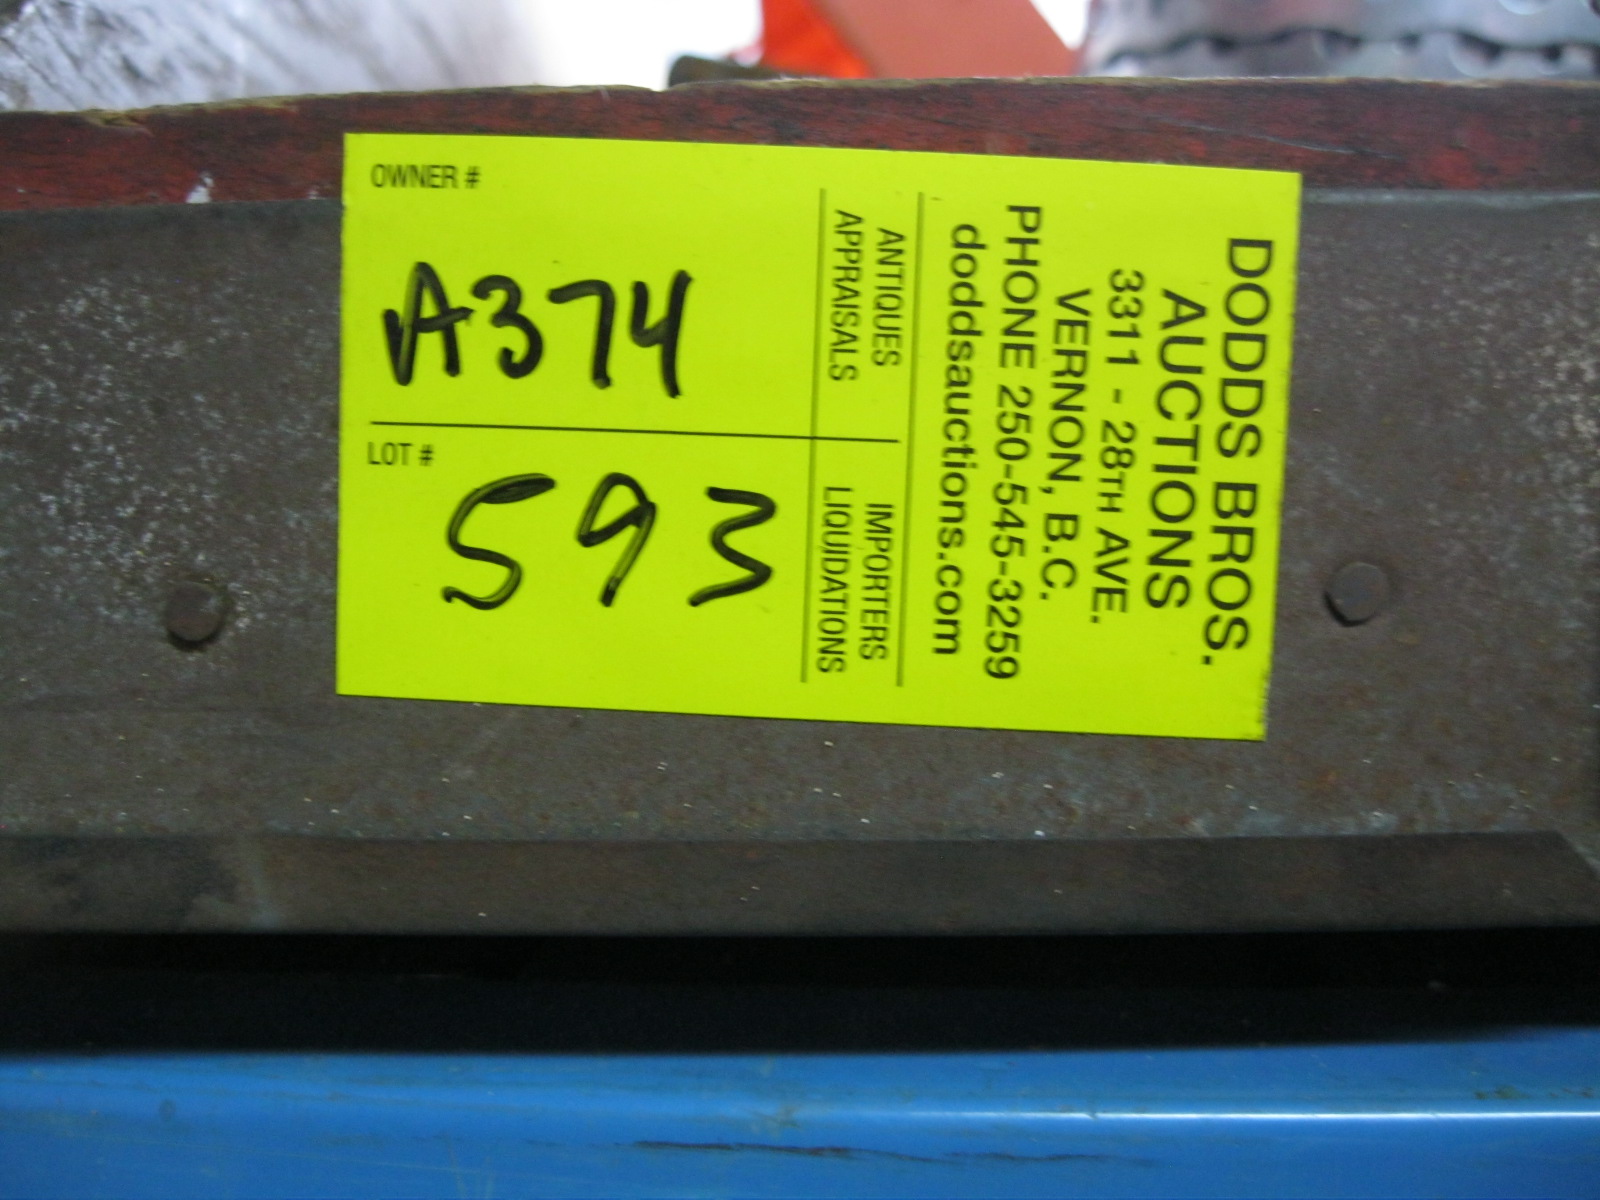 OWNER #
A374
LOT #
593
DODDS BROS.
AUCTIONS
3311 - 28TH AVE.
VERNON, B.C.
PHONE 250-545-3259
doddsauctions.com
ANTIQUES
APPRAISALS
IMPORTERS
LIQUIDATIONS